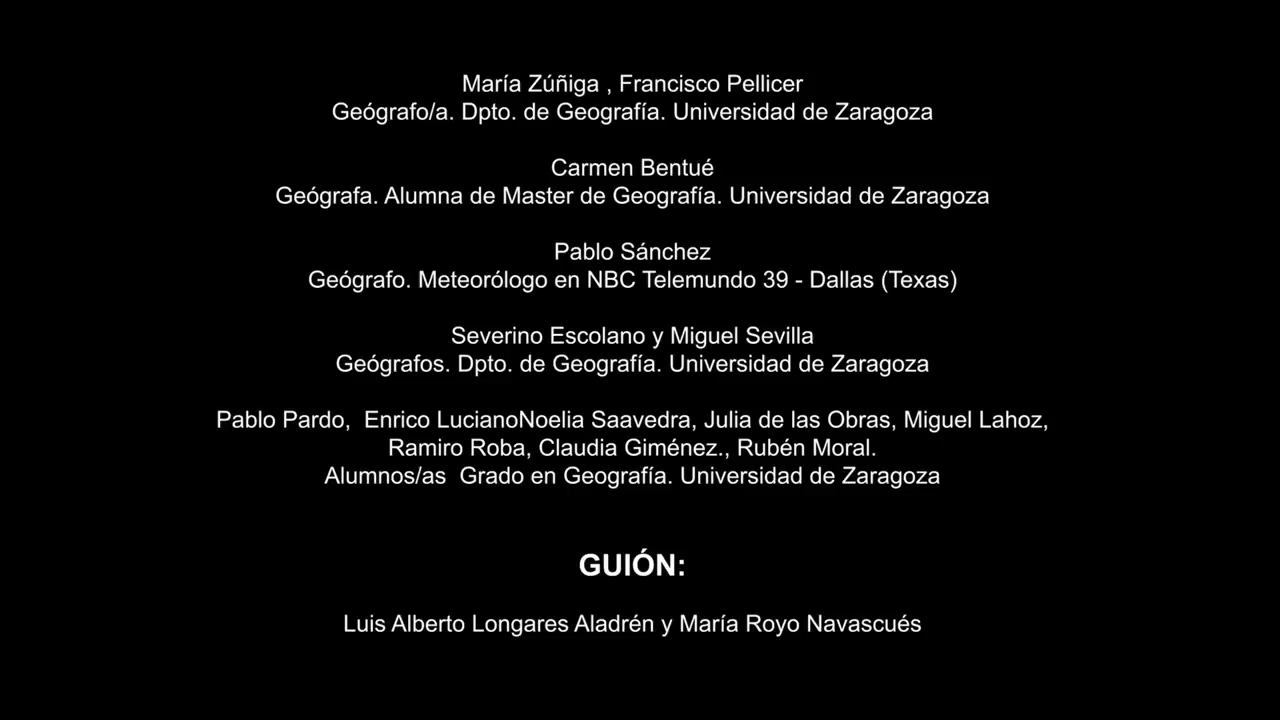 María Zúñiga , Francisco Pellicer
Geógrafo/a. Dpto. de Geografía. Universidad de Zaragoza
Carmen Bentué
Geógrafa. Alumna de Master de Geografía. Universidad de Zaragoza
Pablo Sánchez
Geógrafo. Meteorólogo en NBC Telemundo 39 - Dallas (Texas)
Severino Escolano y Miguel Sevilla
Geógrafos. Dpto. de Geografía. Universidad de Zaragoza
Pablo Pardo,  Enrico LucianoNoelia Saavedra, Julia de las Obras, Miguel Lahoz,
Ramiro Roba, Claudia Giménez., Rubén Moral.
Alumnos/as  Grado en Geografía. Universidad de Zaragoza
GUIÓN:
Luis Alberto Longares Aladrén y María Royo Navascués